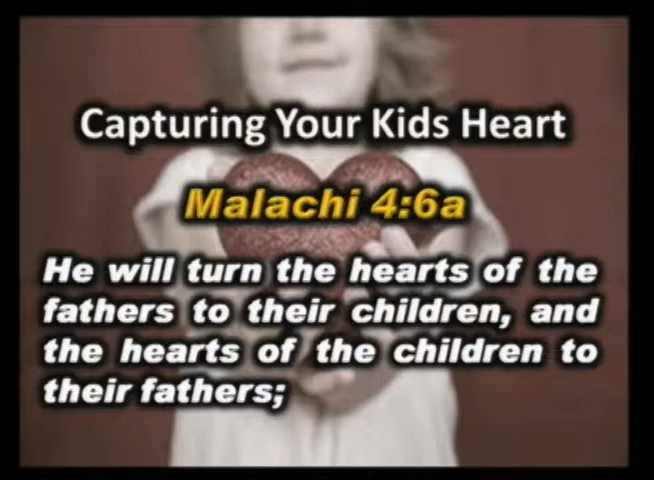 Capturing Your Kids Heart
Malachi 4:6a
He will turn the hearts of the
fathers to their children, and
the hearts of the children to
their fathers;